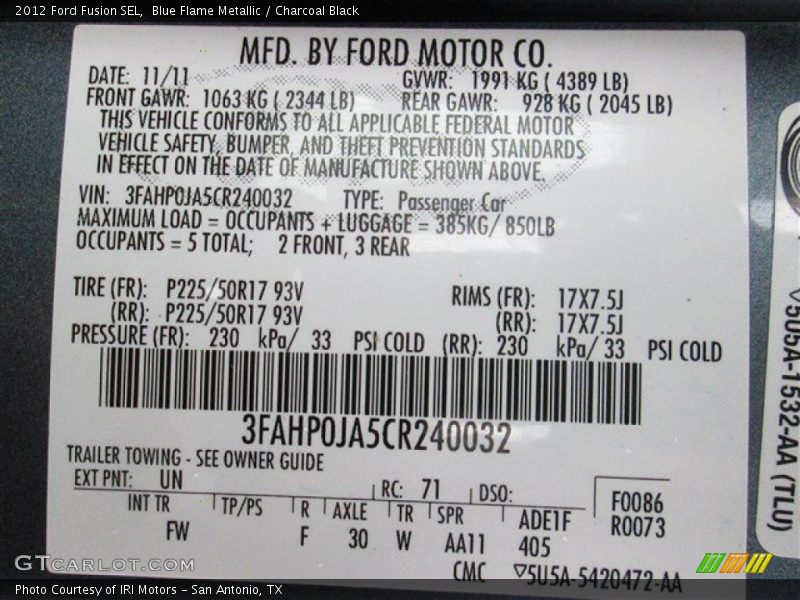 2012 Ford Fusion SEL, Blue Flame Metallic / Charcoal Black
MFD. BY FORD MOTOR CO.
DATE: 11/11 GVWR: 1991 KG ( 4389 LB)
FRONT GAWR: 1063 KG ( 2344 LB) REAR GAWR: 928 KG ( 2045 LB)
THIS VEHICLE CONFORMS TO ALL APPLICABLE FEDERAL MOTOR
VEHICLE SAFETY, BUMPER, AND THEFT PREVENTION STANDARDS
IN EFFECT ON THE DATE OF MANUFACTURE SHOWN ABOVE.
VIN: 3FAHP0JA5CR240032 TYPE: Passenger Car
MAXIMUM LOAD = OCCUPANTS + LUGGAGE = 385KG/ 850LB
OCCUPANTS = 5 TOTAL; 2 FRONT, 3 REAR
TIRE (FR): P225/50R17 93V RIMS (FR): 17X7.5J
(RR): P225/50R17 93V (RR): 17X7.5J
PRESSURE (FR): 230 kPa/ 33 PSI COLD (RR): 230 kPa/ 33 PSI COLD
3FAHP0JA5CR240032
TRAILER TOWING - SEE OWNER GUIDE
EXT PNT: UN RC: 71 DSO: F0086
INT TR TP/PS R AXLE TR SPR ADE1F R0073
FW F 30 W AA11 405
CMC ▽5U5A-5420472-AA
▽5U5A-1532-AA (TLU)
GTCarLot.com
Photo Courtesy of IRI Motors – San Antonio, TX